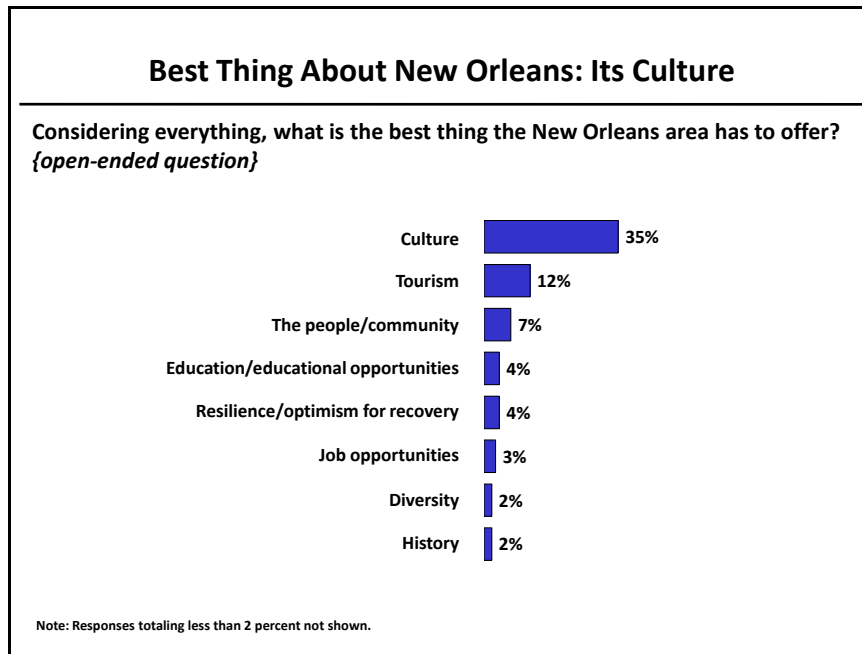 Best Thing About New Orleans: Its Culture
Considering everything, what is the best thing the New Orleans area has to offer?
{open-ended question}
Culture 35%
Tourism 12%
The people/community 7%
Education/educational opportunities 4%
Resilience/optimism for recovery 4%
Job opportunities 3%
Diversity 2%
History 2%
Note: Responses totaling less than 2 percent not shown.